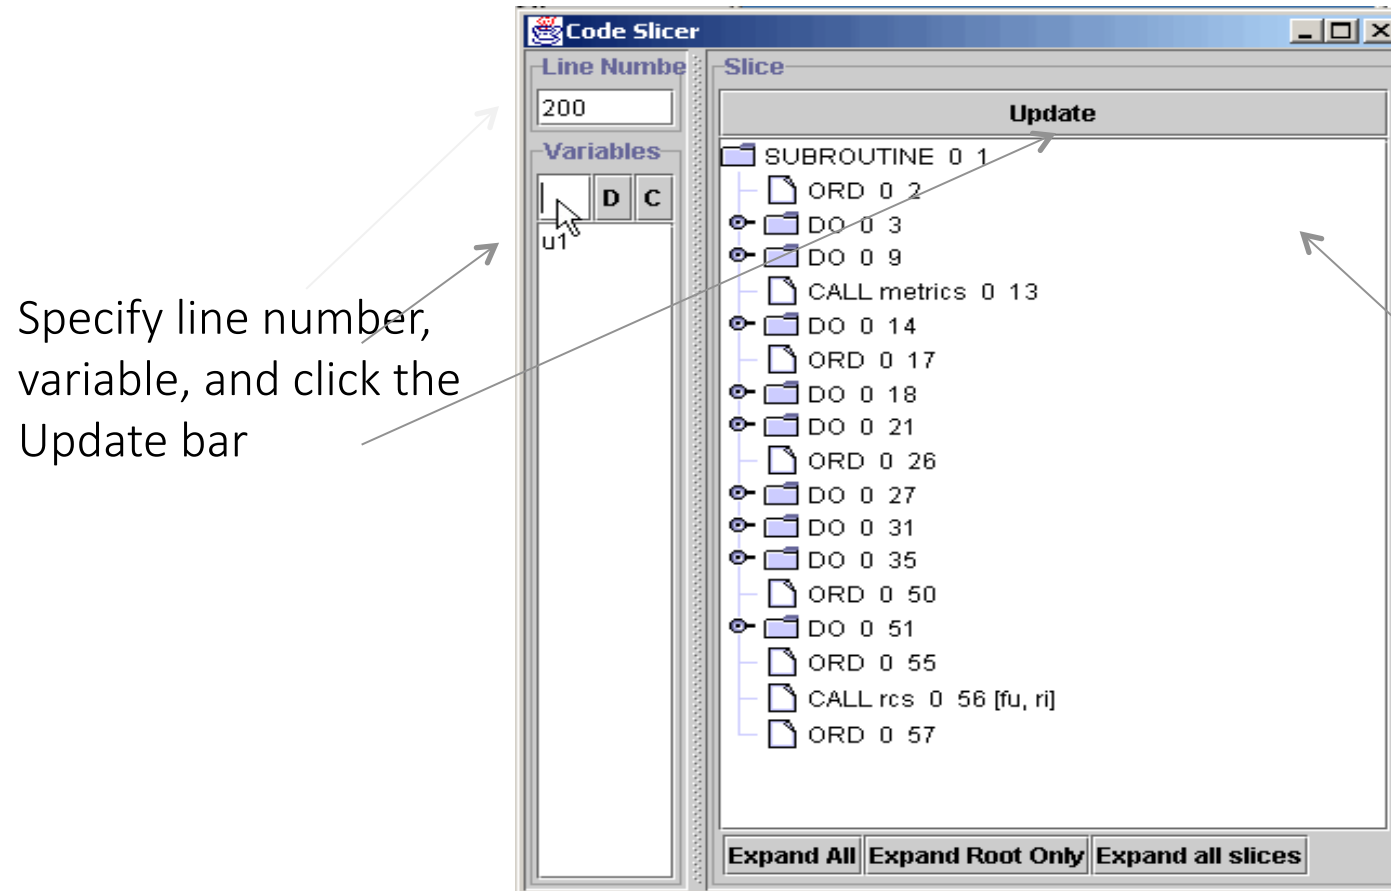 Specify line number,
variable, and click the
Update bar
Code Slicer
Line Numbe
200
Variables
D C
u1
Slice
Update
SUBROUTINE 0 1
ORD 0 2
DO 0 3
DO 0 9
CALL metrics 0 13
DO 0 14
ORD 0 17
DO 0 18
DO 0 21
ORD 0 26
DO 0 27
DO 0 31
DO 0 35
ORD 0 50
DO 0 51
ORD 0 55
CALL rcs 0 56 [fu, ri]
ORD 0 57
Expand All Expand Root Only Expand all slices